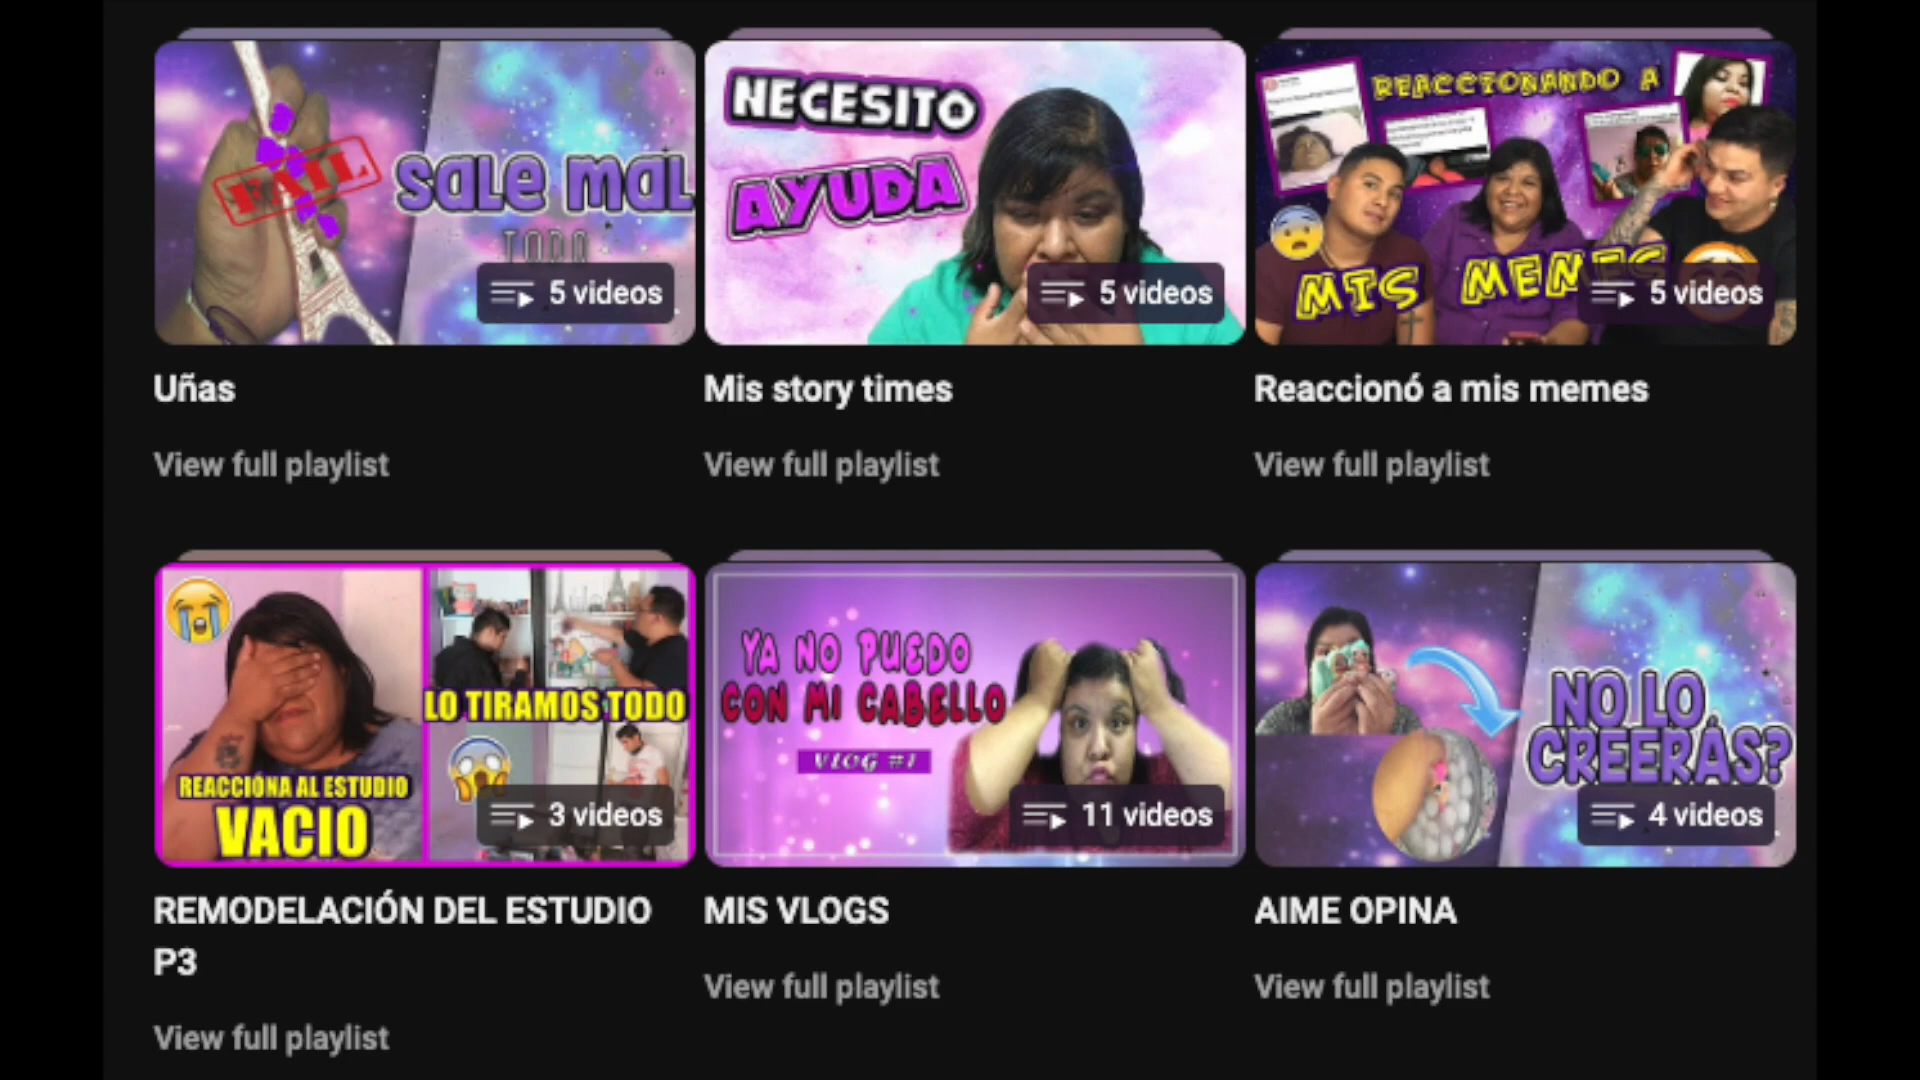 FAIL
SALE MAL
TODO
5 videos
Uñas
View full playlist
NECESITO
AYUDA
5 videos
Mis story times
View full playlist
REACCIONANDO A
MIS MEMES
5 videos
Reaccionó a mis memes
View full playlist
LO TIRAMOS TODO
REACCIONA AL ESTUDIO
VACIO
3 videos
REMODELACIÓN DEL ESTUDIO
P3
View full playlist
YA NO PUEDO
CON MI CABELLO
VLOG #1
11 videos
MIS VLOGS
View full playlist
NO LO
CREERÁS?
4 videos
AIME OPINA
View full playlist